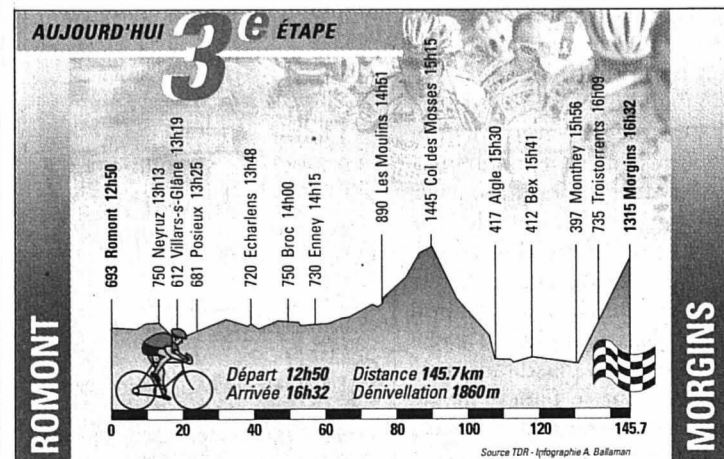 AUJOURD'HUI 3e ÉTAPE
693 Romont 12h50
750 Neyruz 13h13
612 Villars-s-Glâne 13h19
681 Posieux 13h25
720 Echarlens 13h48
750 Broc 14h00
730 Enney 14h15
890 Les Moulins 14h51
1445 Col des Mosses 15h15
417 Aigle 15h30
412 Bex 15h41
397 Monthey 15h56
735 Troistorrents 16h09
1315 Morgins 16h32
ROMONT
MORGINS
Départ 12h50 Distance 145.7km
Arrivée 16h32 Dénivellation 1860m
0 20 40 60 80 100 120 145.7
Source TDR - Infographie A. Ballaman